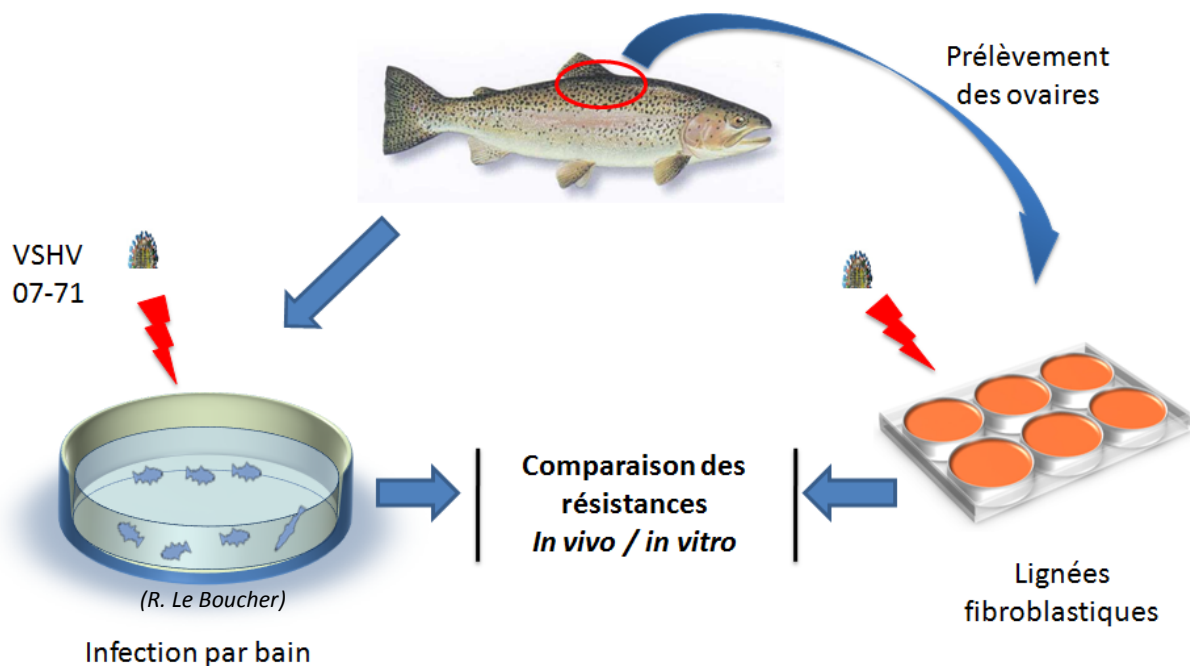 Prélèvement
des ovaires
VSHV
07-71
Comparaison des
résistances
In vivo / in vitro
(R. Le Boucher)
Infection par bain
Lignées
fibroblastiques